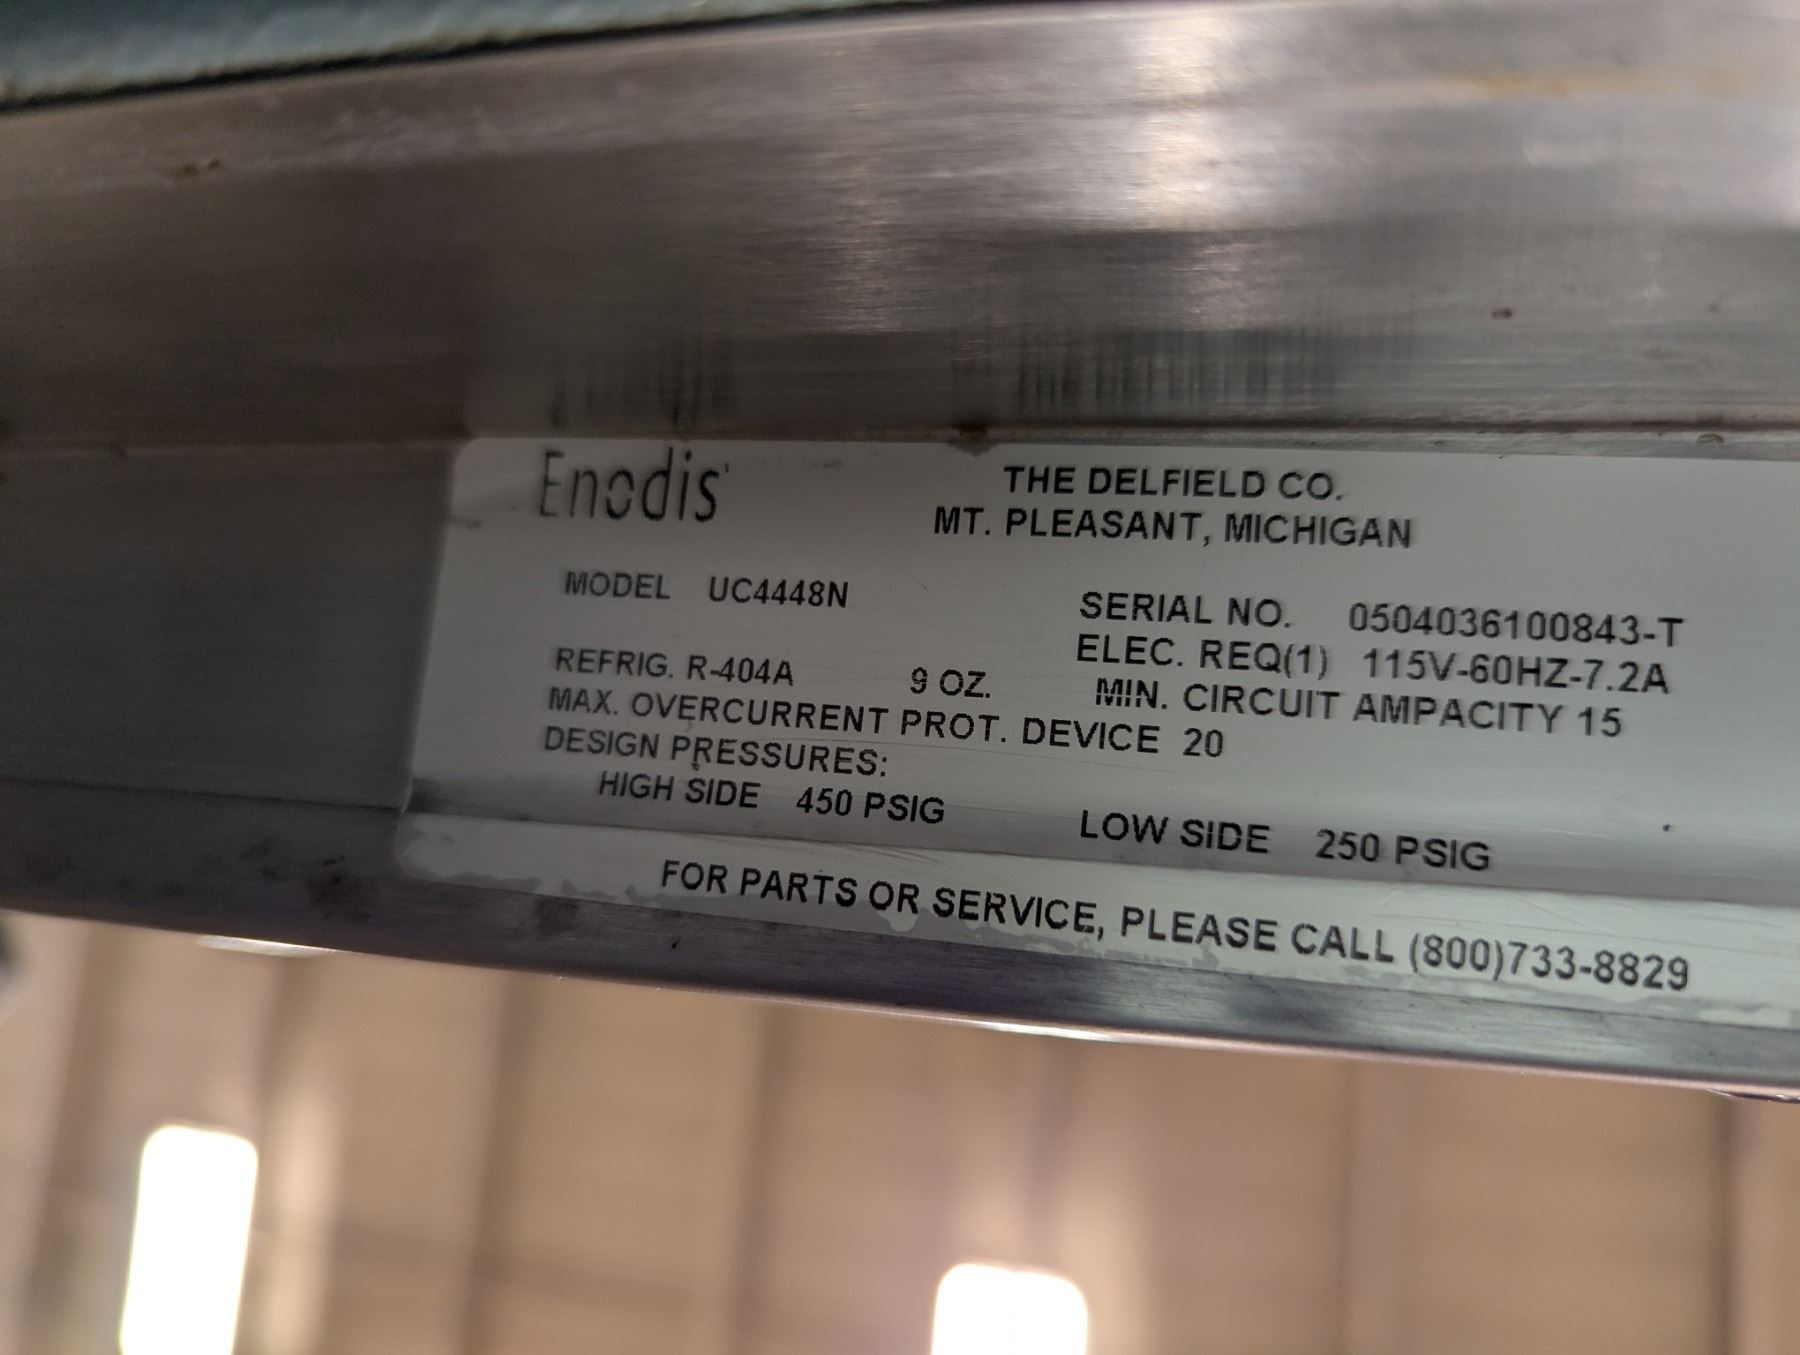 Enodis
THE DELFIELD CO.
MT. PLEASANT, MICHIGAN
MODEL UC4448N
SERIAL NO. 0504036100843-T
ELEC. REQ(1) 115V-60HZ-7.2A
REFRIG. R-404A 9 OZ.
MIN. CIRCUIT AMPACITY 15
MAX. OVERCURRENT PROT. DEVICE 20
DESIGN PRESSURES:
HIGH SIDE 450 PSIG LOW SIDE 250 PSIG
FOR PARTS OR SERVICE, PLEASE CALL (800)733-8829